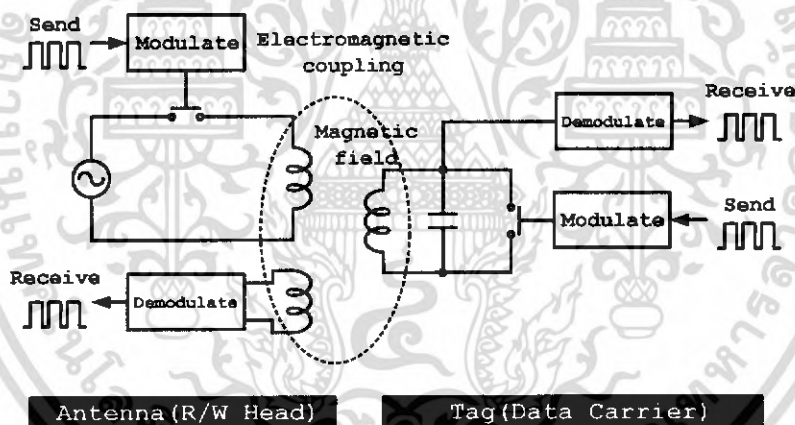 Send
Modulate
Electromagnetic
coupling
Magnetic
field
Receive
Demodulate
Demodulate
Receive
Modulate
Send
Antenna(R/W Head)
Tag(Data Carrier)